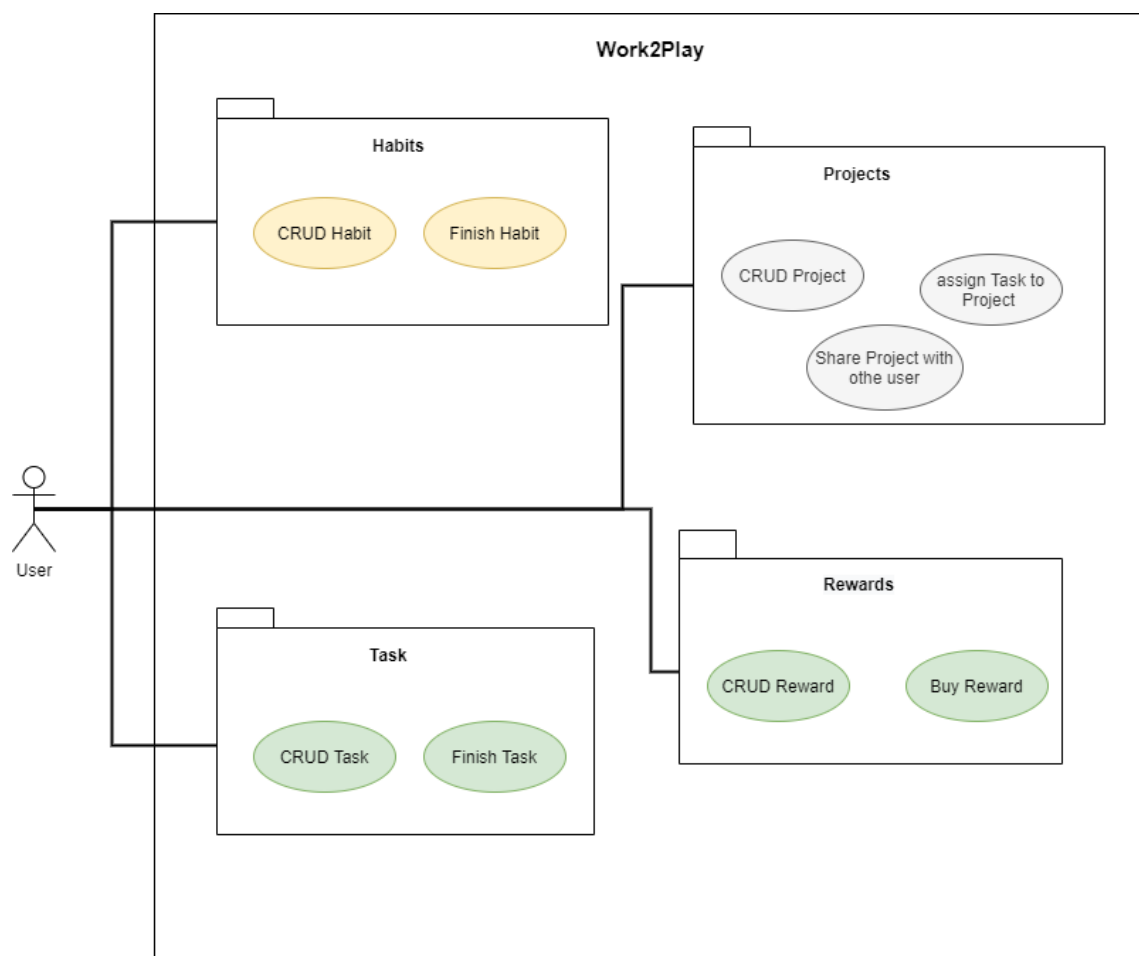 Work2Play
Habits
CRUD Habit
Finish Habit
Projects
CRUD Project
assign Task to
Project
Share Project with
othe user
User
Task
CRUD Task
Finish Task
Rewards
CRUD Reward
Buy Reward